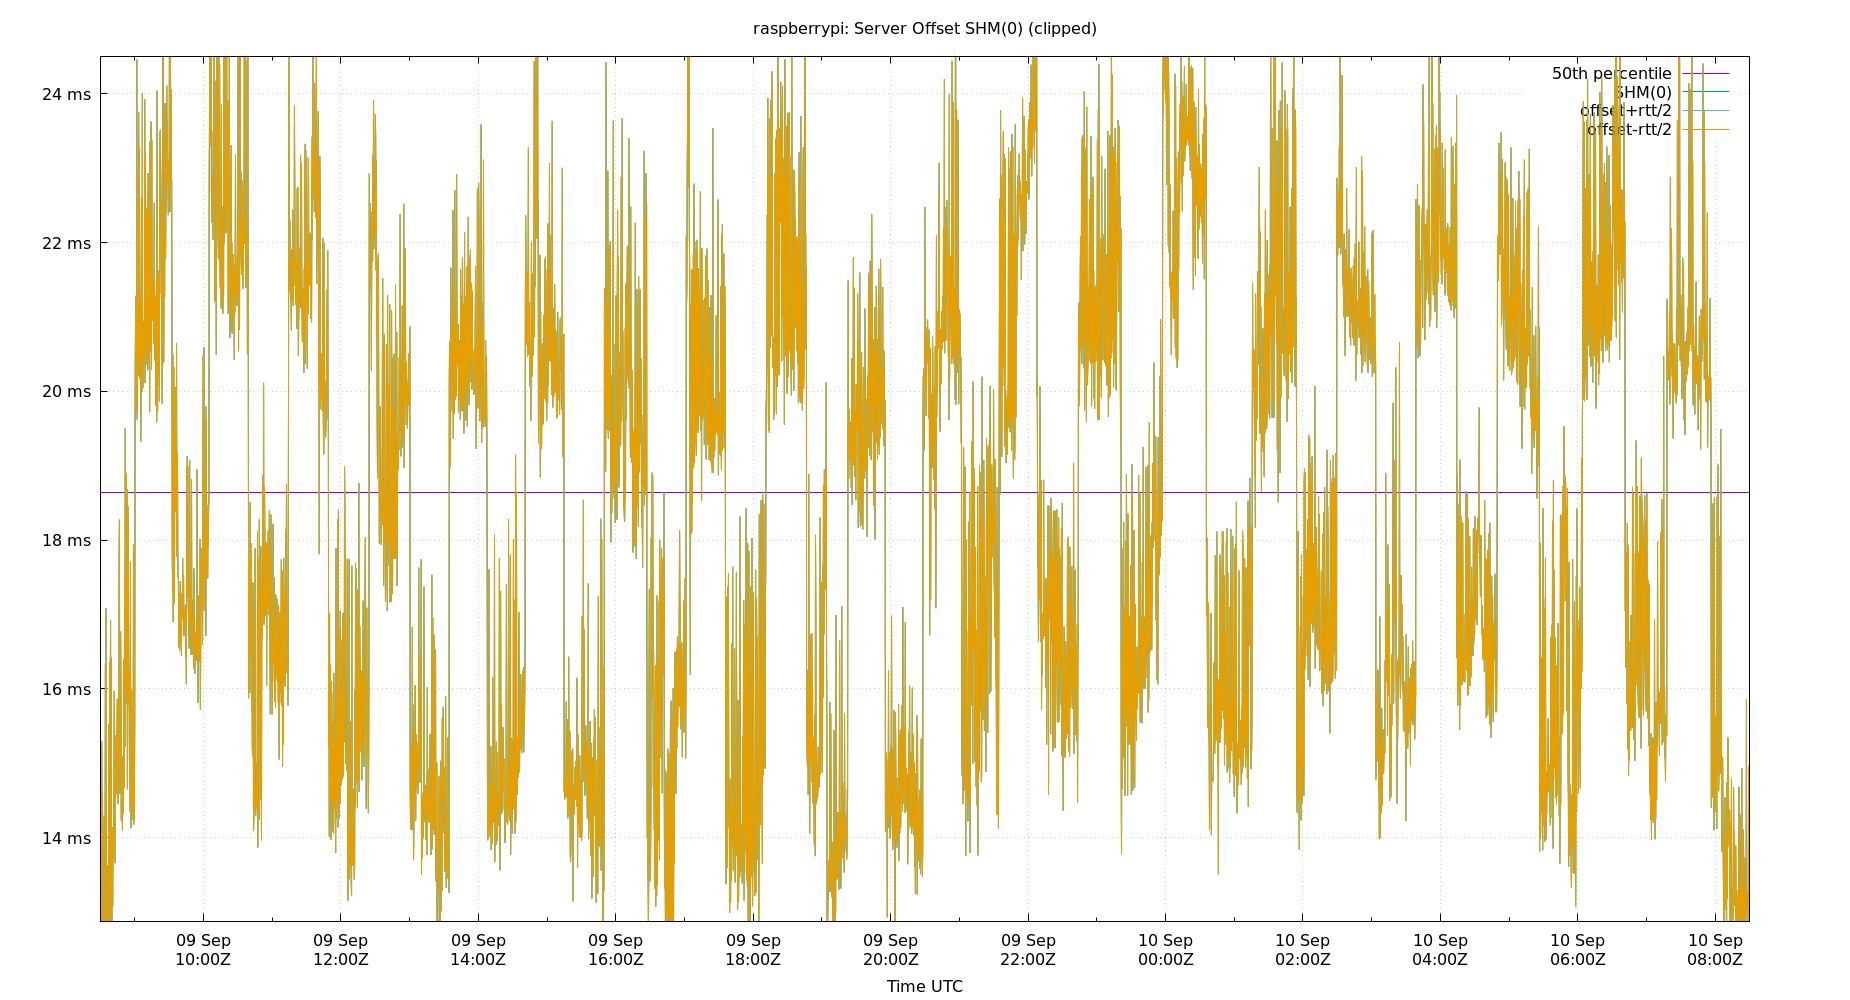 raspberrypi: Server Offset SHM(0) (clipped)
50th percentile
SHM(0)
offset+rtt/2
offset-rtt/2
24 ms
22 ms
20 ms
18 ms
16 ms
14 ms
09 Sep 09 Sep 09 Sep 09 Sep 09 Sep 09 Sep 09 Sep 10 Sep 10 Sep 10 Sep 10 Sep 10 Sep
10:00Z 12:00Z 14:00Z 16:00Z 18:00Z 20:00Z 22:00Z 00:00Z 02:00Z 04:00Z 06:00Z 08:00Z
Time UTC